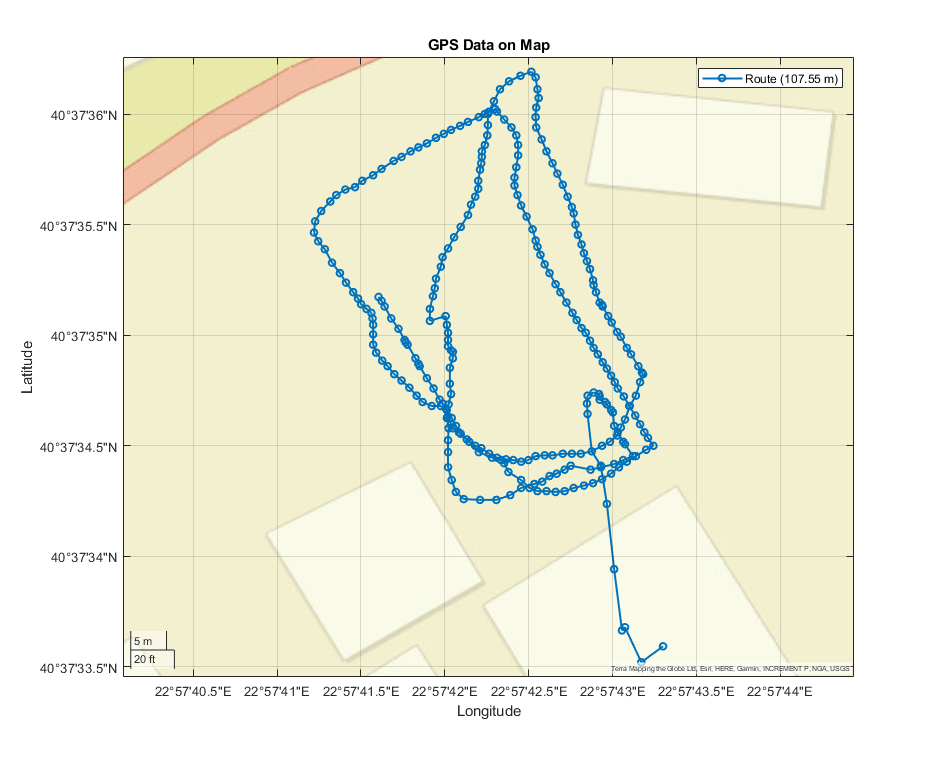 GPS Data on Map
Route (107.55 m)
40°37'36"N
40°37'35.5"N
40°37'35"N
40°37'34.5"N
40°37'34"N
40°37'33.5"N
Latitude
5 m
20 ft
Terra Mapping the Globe Ltd, Esri, HERE, Garmin, INCREMENT P, NGA, USGS
22°57'40.5"E
22°57'41"E
22°57'41.5"E
22°57'42"E
22°57'42.5"E
22°57'43"E
22°57'43.5"E
22°57'44"E
Longitude